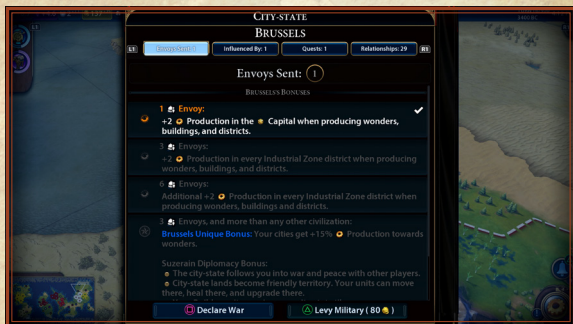 CITY-STATE
BRUSSELS
L1 Envoys Sent: 1 Influenced By: 1 Quests: 1 Relationships: 29 R1
Envoys Sent: 1
BRUSSELS'S BONUSES
1 Envoy:
+2 Production in the Capital when producing wonders,
buildings, and districts.
3 Envoys:
+2 Production in every Industrial Zone district when producing
wonders, buildings, and districts.
6 Envoys:
Additional +2 Production in every Industrial Zone district when
producing wonders, buildings and districts.
3 Envoys, and more than any other civilization:
Brussels Unique Bonus: Your cities get +15% Production towards
wonders.
Suzerain Diplomacy Bonus:
The city-state follows you into war and peace with other players.
City-state lands become friendly territory. Your units can move
there, heal there, and upgrade there.
Declare War
Levy Military ( 80 )